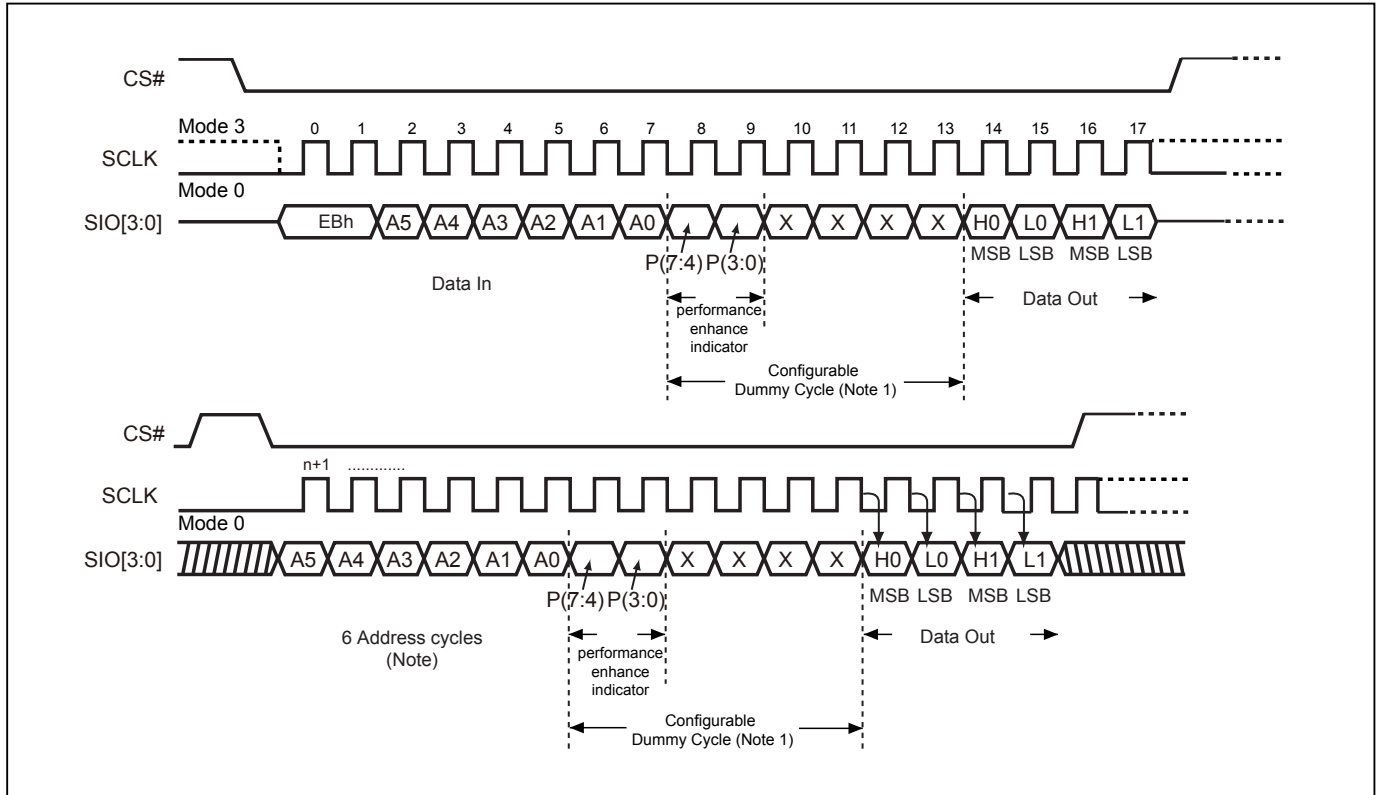 CS#
Mode 3
0 1 2 3 4 5 6 7 8 9 10 11 12 13 14 15 16 17
SCLK
Mode 0
SIO[3:0]
EBh A5 A4 A3 A2 A1 A0 X X X X H0 L0 H1 L1
MSB LSB MSB LSB
P(7:4) P(3:0)
Data In
Data Out
performance
enhance
indicator
Configurable
Dummy Cycle (Note 1)
CS#
n+1 .............
SCLK
Mode 0
SIO[3:0]
A5 A4 A3 A2 A1 A0 X X X X H0 L0 H1 L1
P(7:4) P(3:0)
MSB LSB MSB LSB
6 Address cycles
(Note)
Data Out
performance
enhance
indicator
Configurable
Dummy Cycle (Note 1)